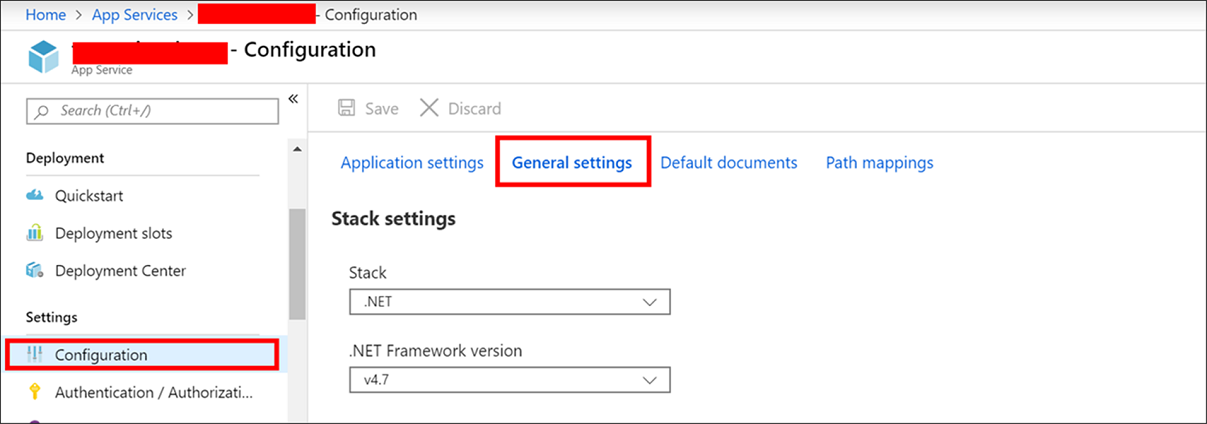 Home > App Services > - Configuration
- Configuration
App Service
Search (Ctrl+/)
«
Save Discard
Application settings General settings Default documents Path mappings
Deployment
Quickstart
Deployment slots
Deployment Center
Settings
Configuration
Authentication / Authorizati...
Stack settings
Stack
.NET
.NET Framework version
v4.7